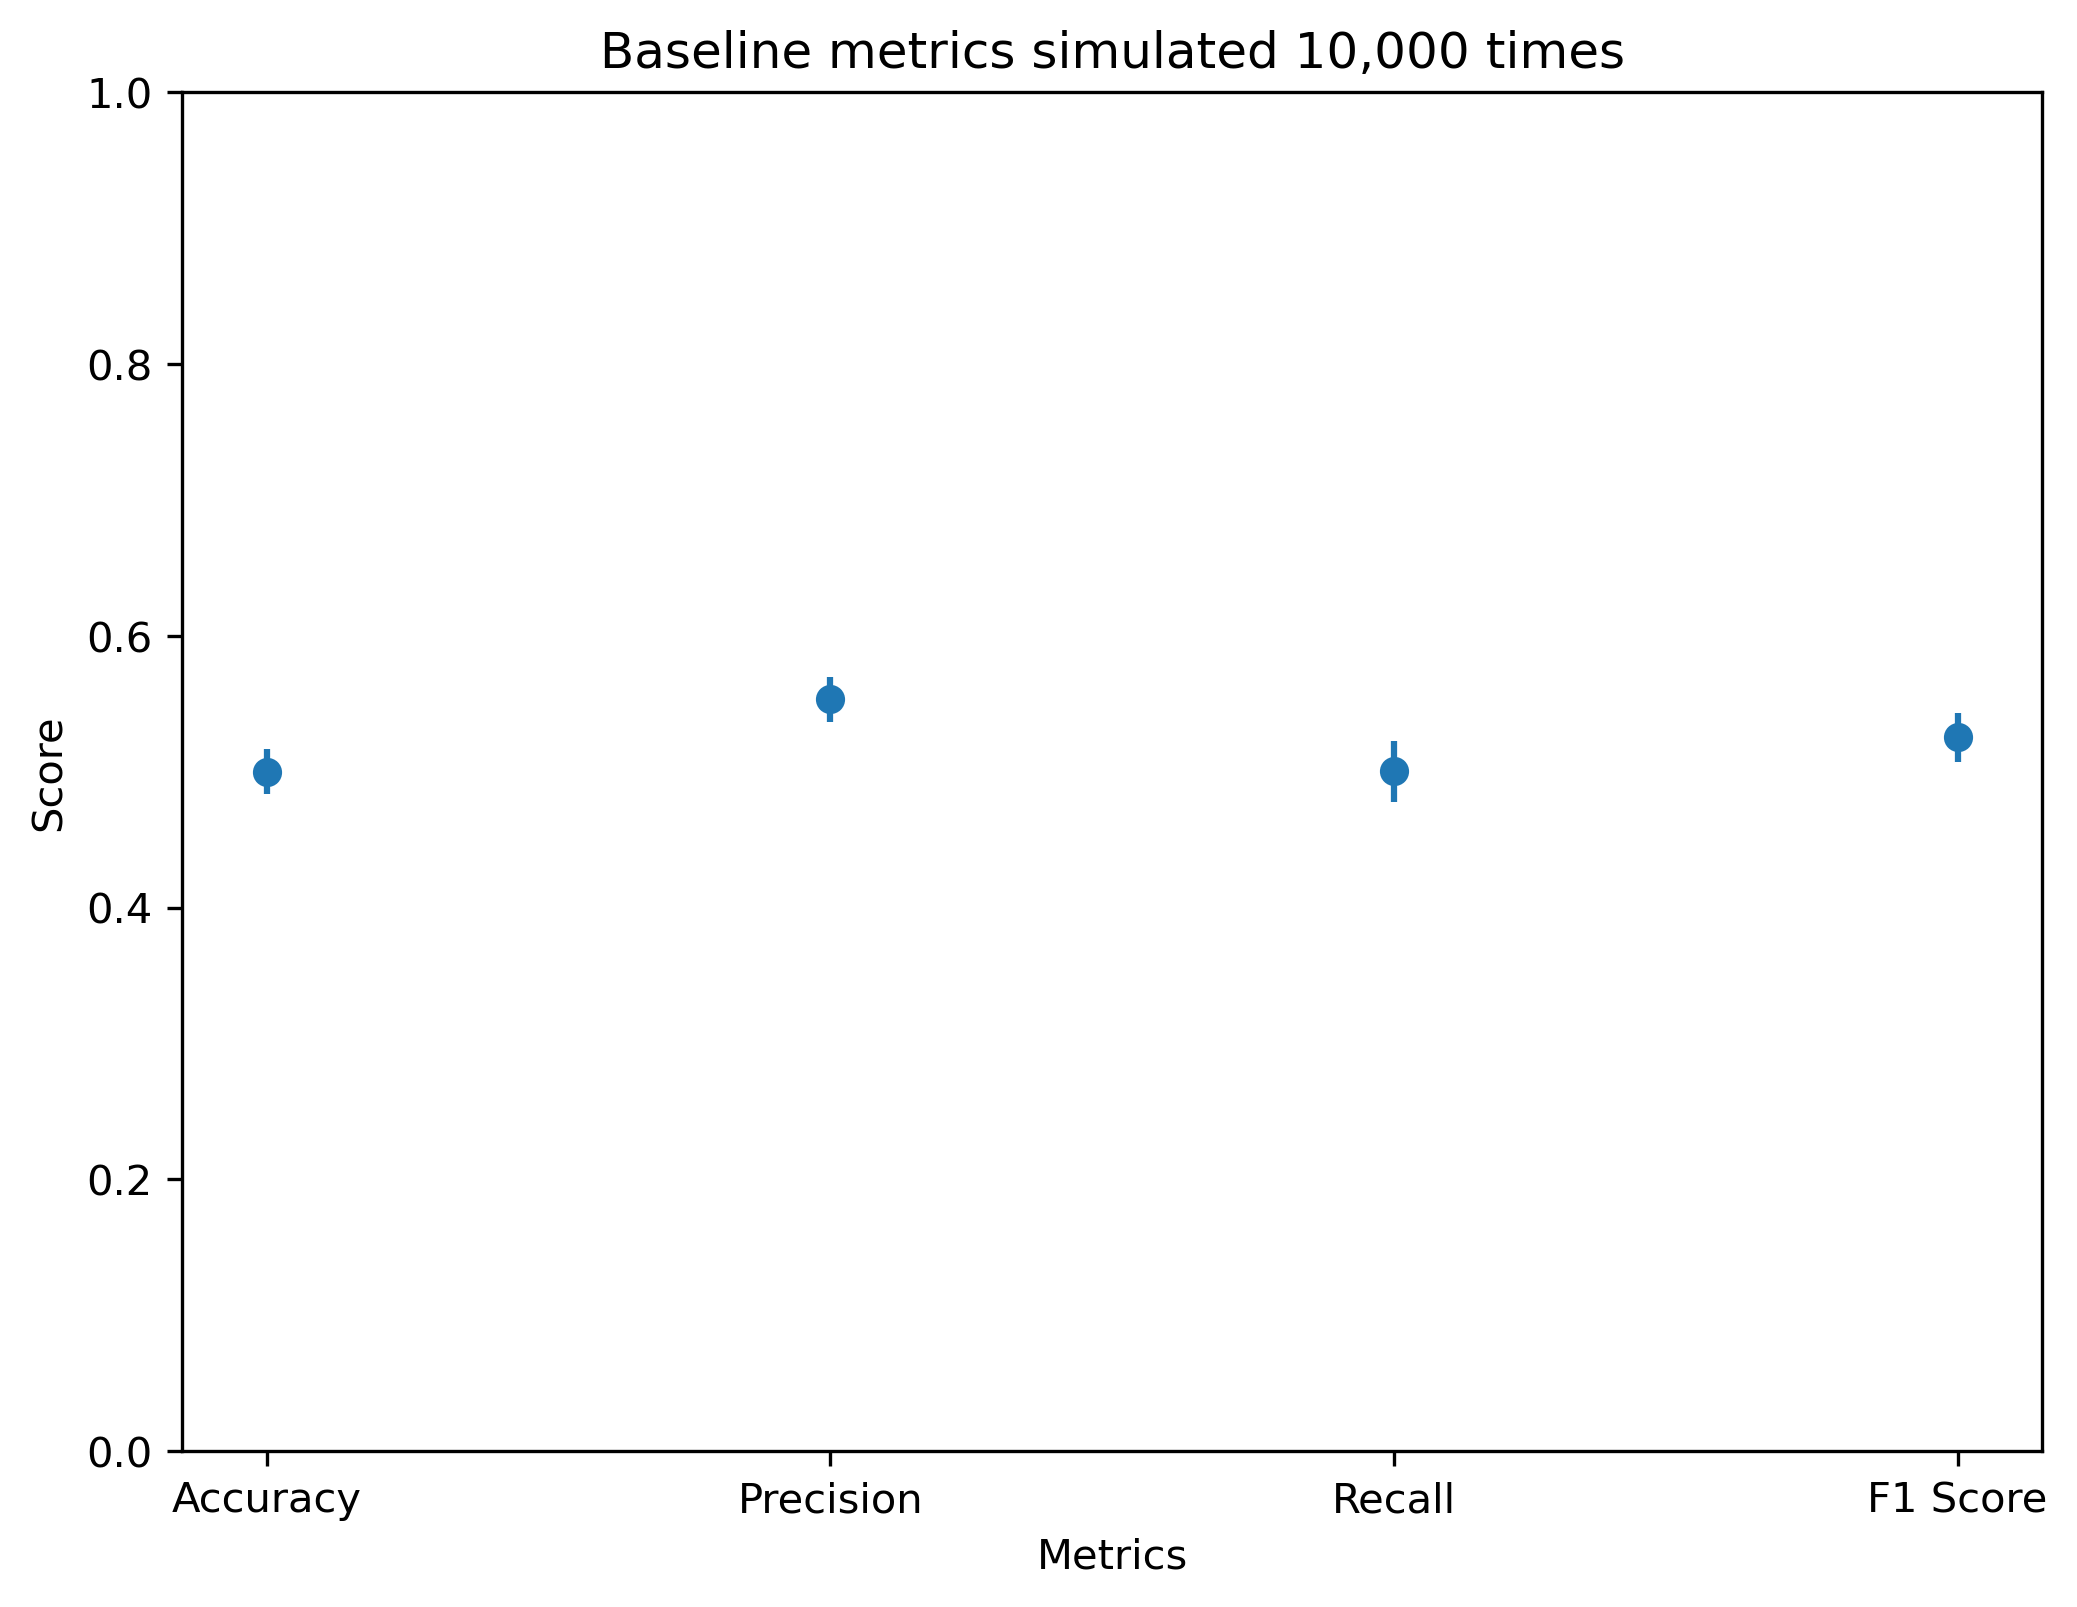 Baseline metrics simulated 10,000 times
1.0
0.8
0.6
0.4
0.2
0.0
Score
Accuracy Precision Recall F1 Score
Metrics